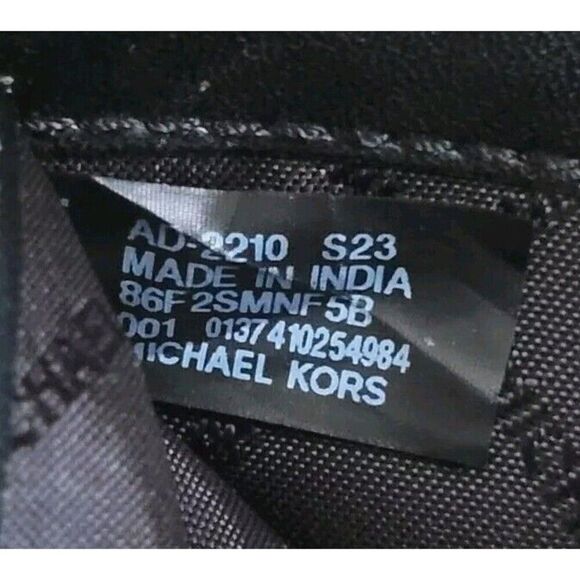 AD-2210 S23
MADE IN INDIA
86F2SMNF5B
001 0137410254984
MICHAEL KORS